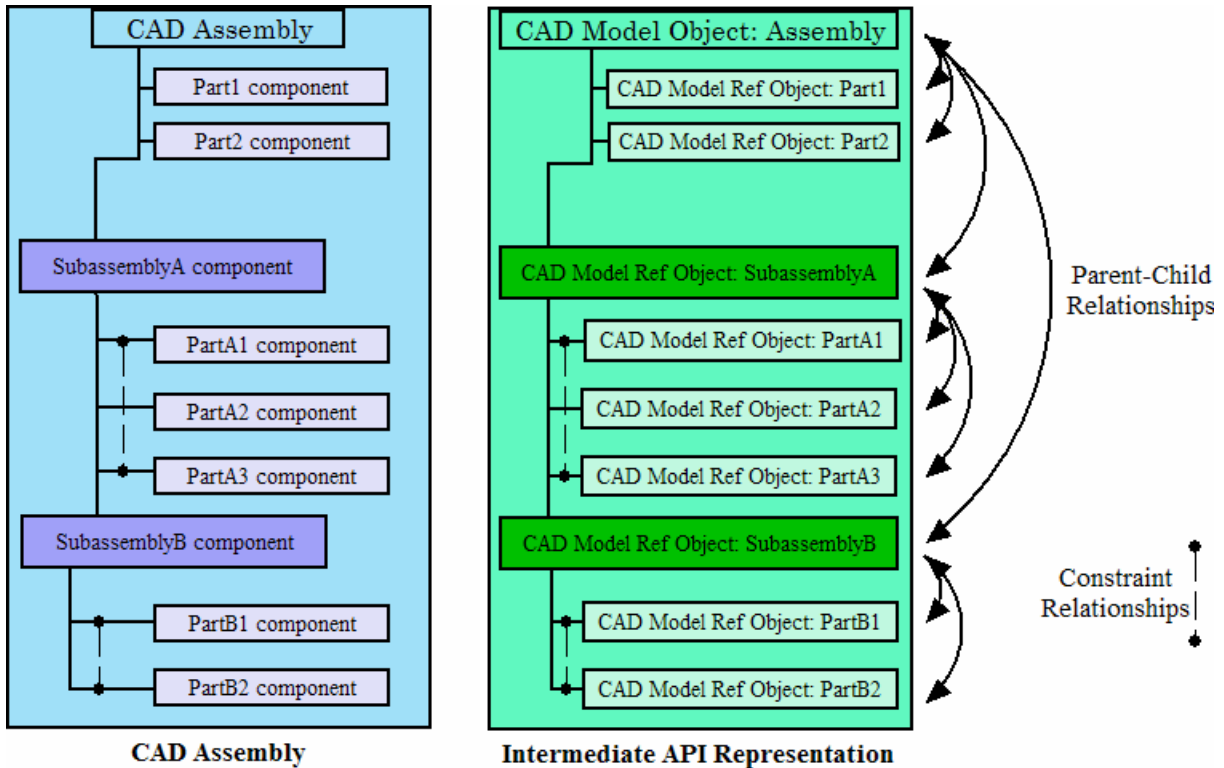 CAD Assembly
Part1 component
Part2 component
SubassemblyA component
PartA1 component
PartA2 component
PartA3 component
SubassemblyB component
PartB1 component
PartB2 component
CAD Assembly
CAD Model Object: Assembly
CAD Model Ref Object: Part1
CAD Model Ref Object: Part2
CAD Model Ref Object: SubassemblyA
CAD Model Ref Object: PartA1
CAD Model Ref Object: PartA2
CAD Model Ref Object: PartA3
CAD Model Ref Object: SubassemblyB
CAD Model Ref Object: PartB1
CAD Model Ref Object: PartB2
Intermediate API Representation
Parent-Child
Relationships
Constraint
Relationships